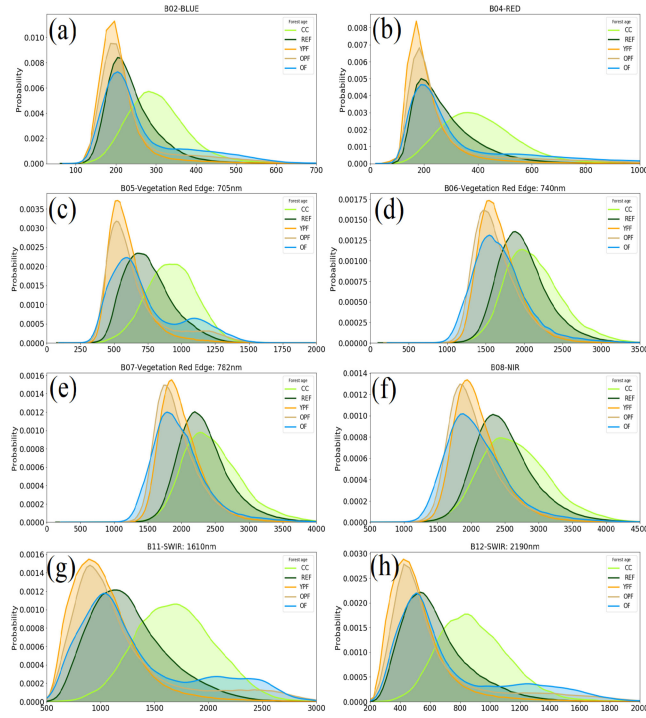 B02-BLUE
(a)
Probability
0.010
0.008
0.006
0.004
0.002
0.000
100 200 300 400 500 600 700
Forest age
CC
REF
YPF
OPF
OF
B04-RED
(b)
Probability
0.008
0.007
0.006
0.005
0.004
0.003
0.002
0.001
0.000
0 200 400 600 800 1000
Forest age
CC
REF
YPF
OPF
OF
B05-Vegetation Red Edge: 705nm
(c)
Probability
0.0035
0.0030
0.0025
0.0020
0.0015
0.0010
0.0005
0.0000
0 250 500 750 1000 1250 1500 1750 2000
Forest age
CC
REF
YPF
OPF
OF
B06-Vegetation Red Edge: 740nm
(d)
Probability
0.00175
0.00150
0.00125
0.00100
0.00075
0.00050
0.00025
0.00000
0 500 1000 1500 2000 2500 3000 3500
Forest age
CC
REF
YPF
OPF
OF
B07-Vegetation Red Edge: 782nm
(e)
Probability
0.0016
0.0014
0.0012
0.0010
0.0008
0.0006
0.0004
0.0002
0.0000
0 500 1000 1500 2000 2500 3000 3500 4000
Forest age
CC
REF
YPF
OPF
OF
B08-NIR
(f)
Probability
0.0014
0.0012
0.0010
0.0008
0.0006
0.0004
0.0002
0.0000
500 1000 1500 2000 2500 3000 3500 4000 4500
Forest age
CC
REF
YPF
OPF
OF
B11-SWIR: 1610nm
(g)
Probability
0.0016
0.0014
0.0012
0.0010
0.0008
0.0006
0.0004
0.0002
0.0000
500 1000 1500 2000 2500 3000
Forest age
CC
REF
YPF
OPF
OF
B12-SWIR: 2190nm
(h)
Probability
0.0030
0.0025
0.0020
0.0015
0.0010
0.0005
0.0000
200 400 600 800 1000 1200 1400 1600 1800 2000
Forest age
CC
REF
YPF
OPF
OF